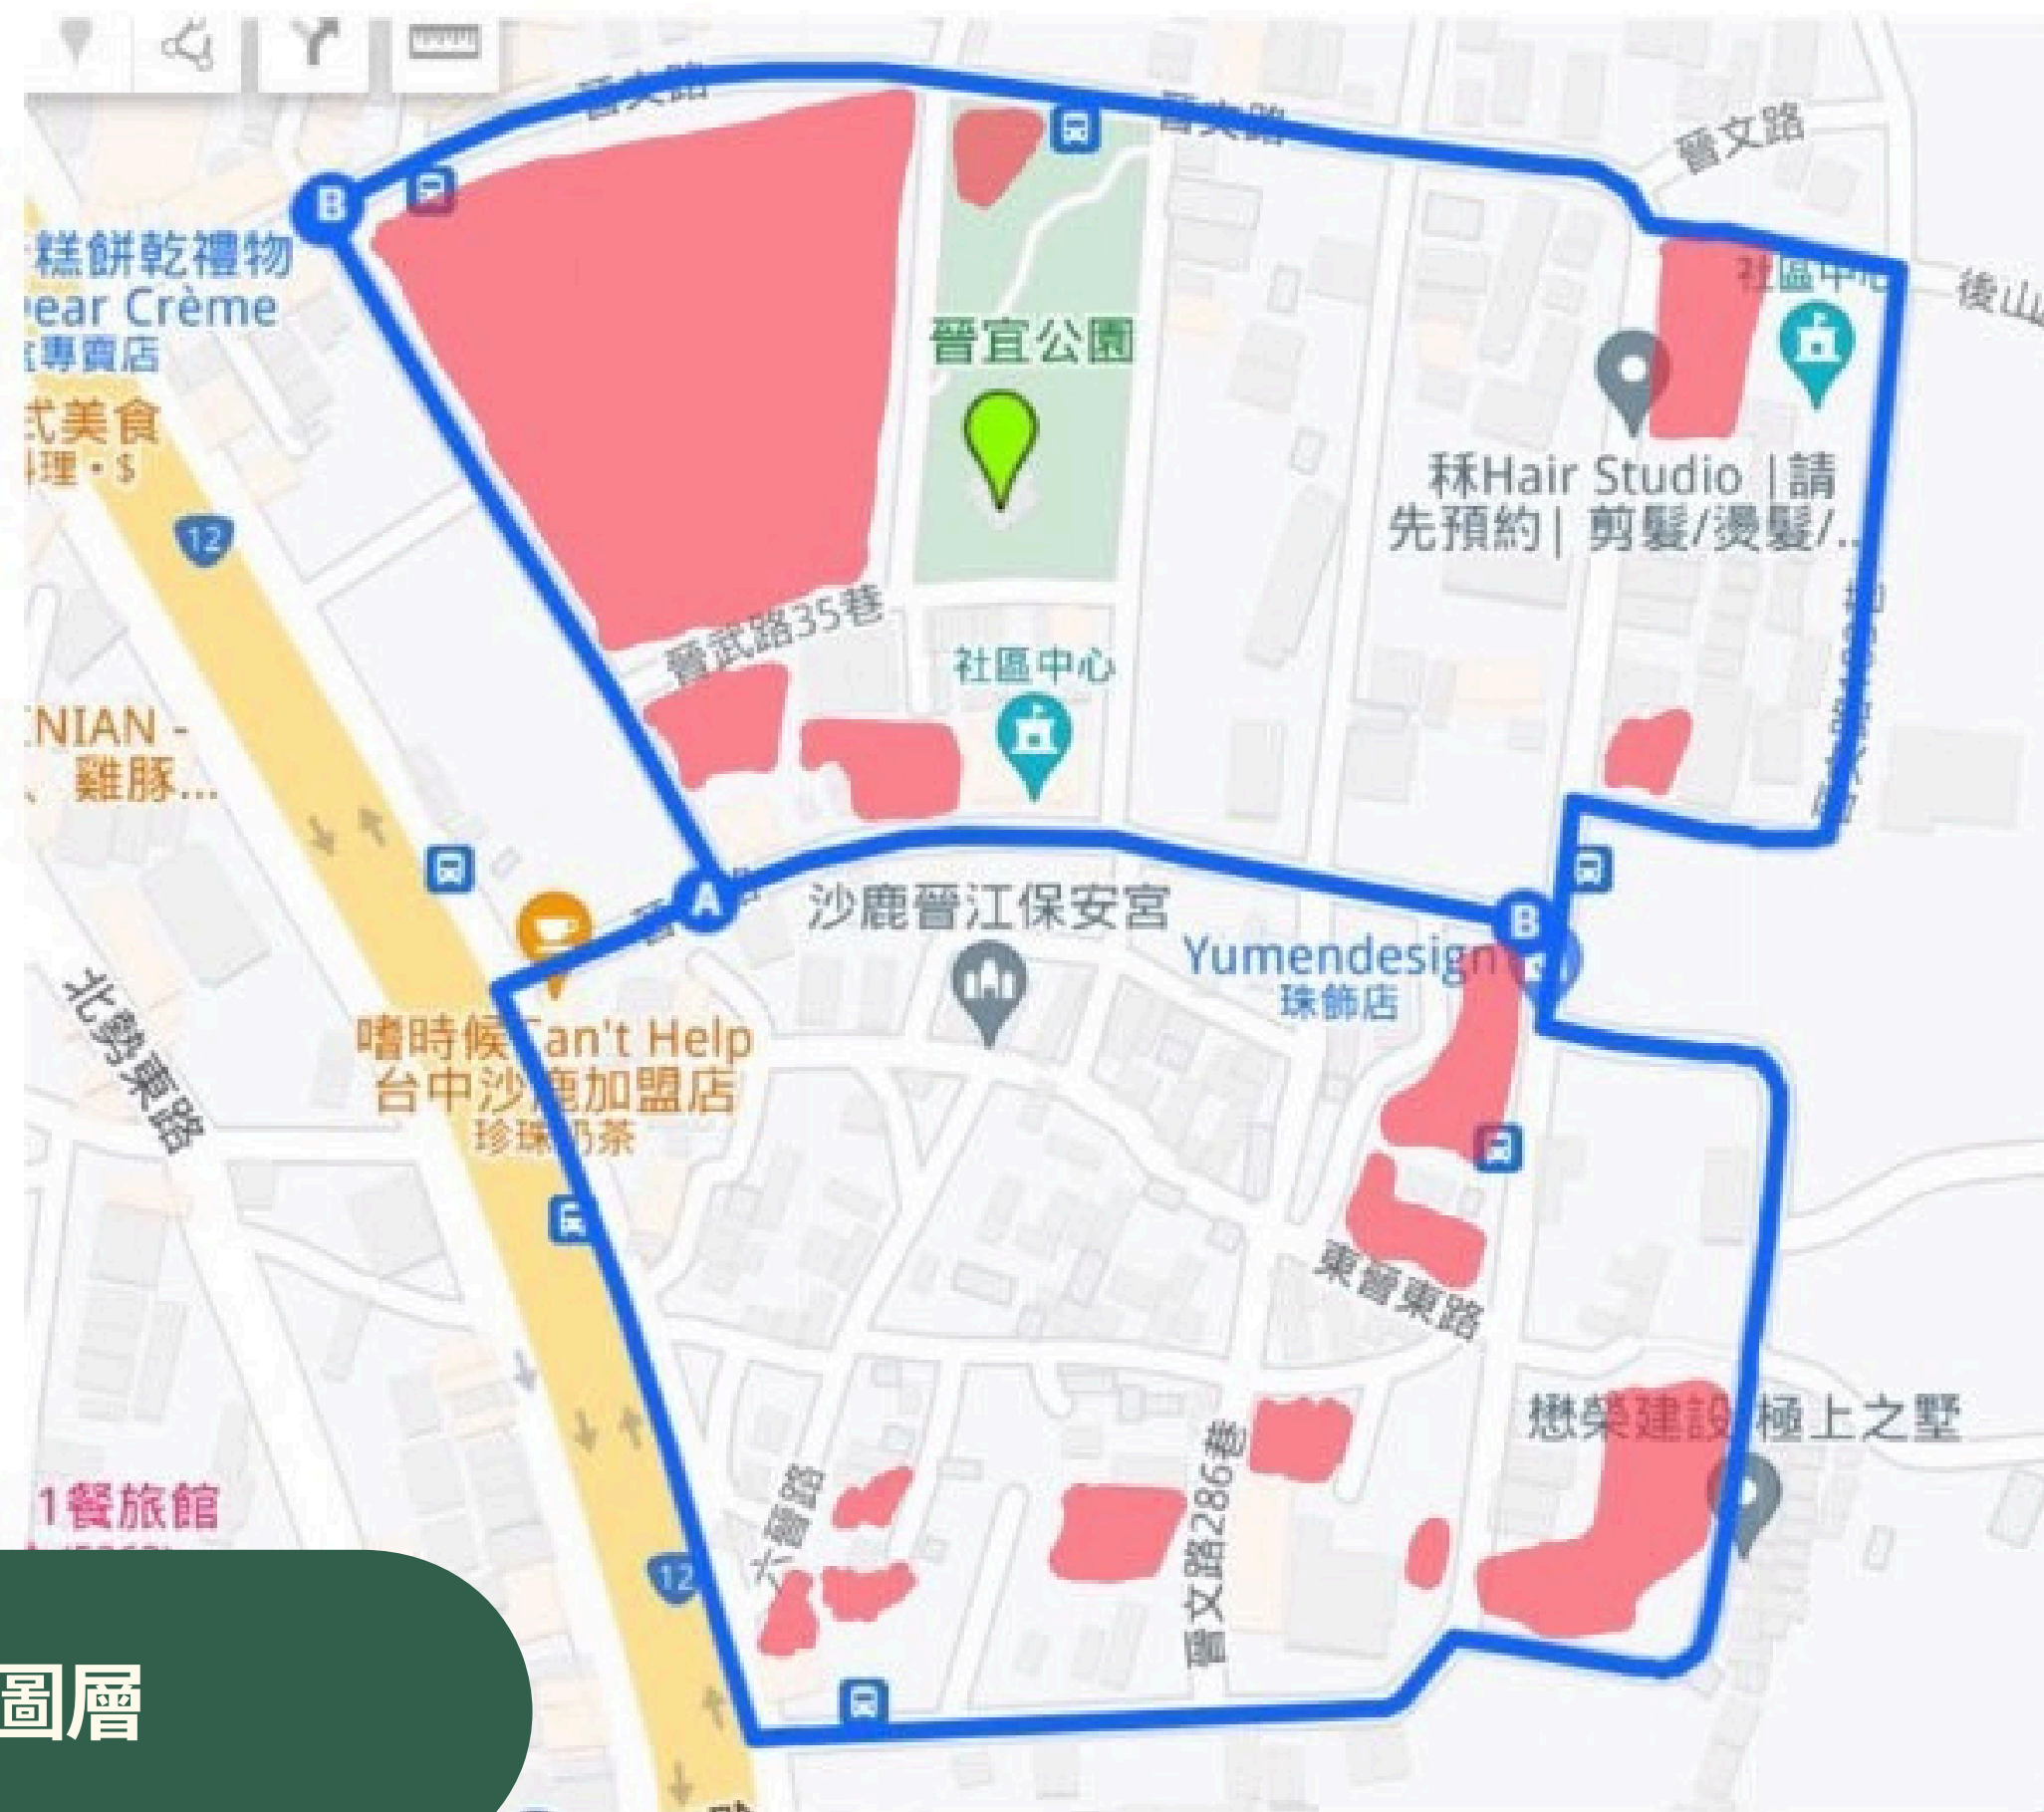 晉文路
晉文路
晉文路
B
糕餅乾禮物
ear Crème
專賣店
社區中心
後山
式美食
理・$
晉宜公園
12
秝Hair Studio |請
先預約| 剪髮/燙髮/...
晉武路35巷
社區中心
NIAN -
、雞豚...
A
沙鹿晉江保安宮
B
Yumendesign
珠飾店
北勢東路
嗜時候 Can't Help
台中沙鹿加盟店
珍珠奶茶
東晉東路
懋榮建設 極上之墅
1餐旅館
六晉路
晉文路286巷
12
圖層